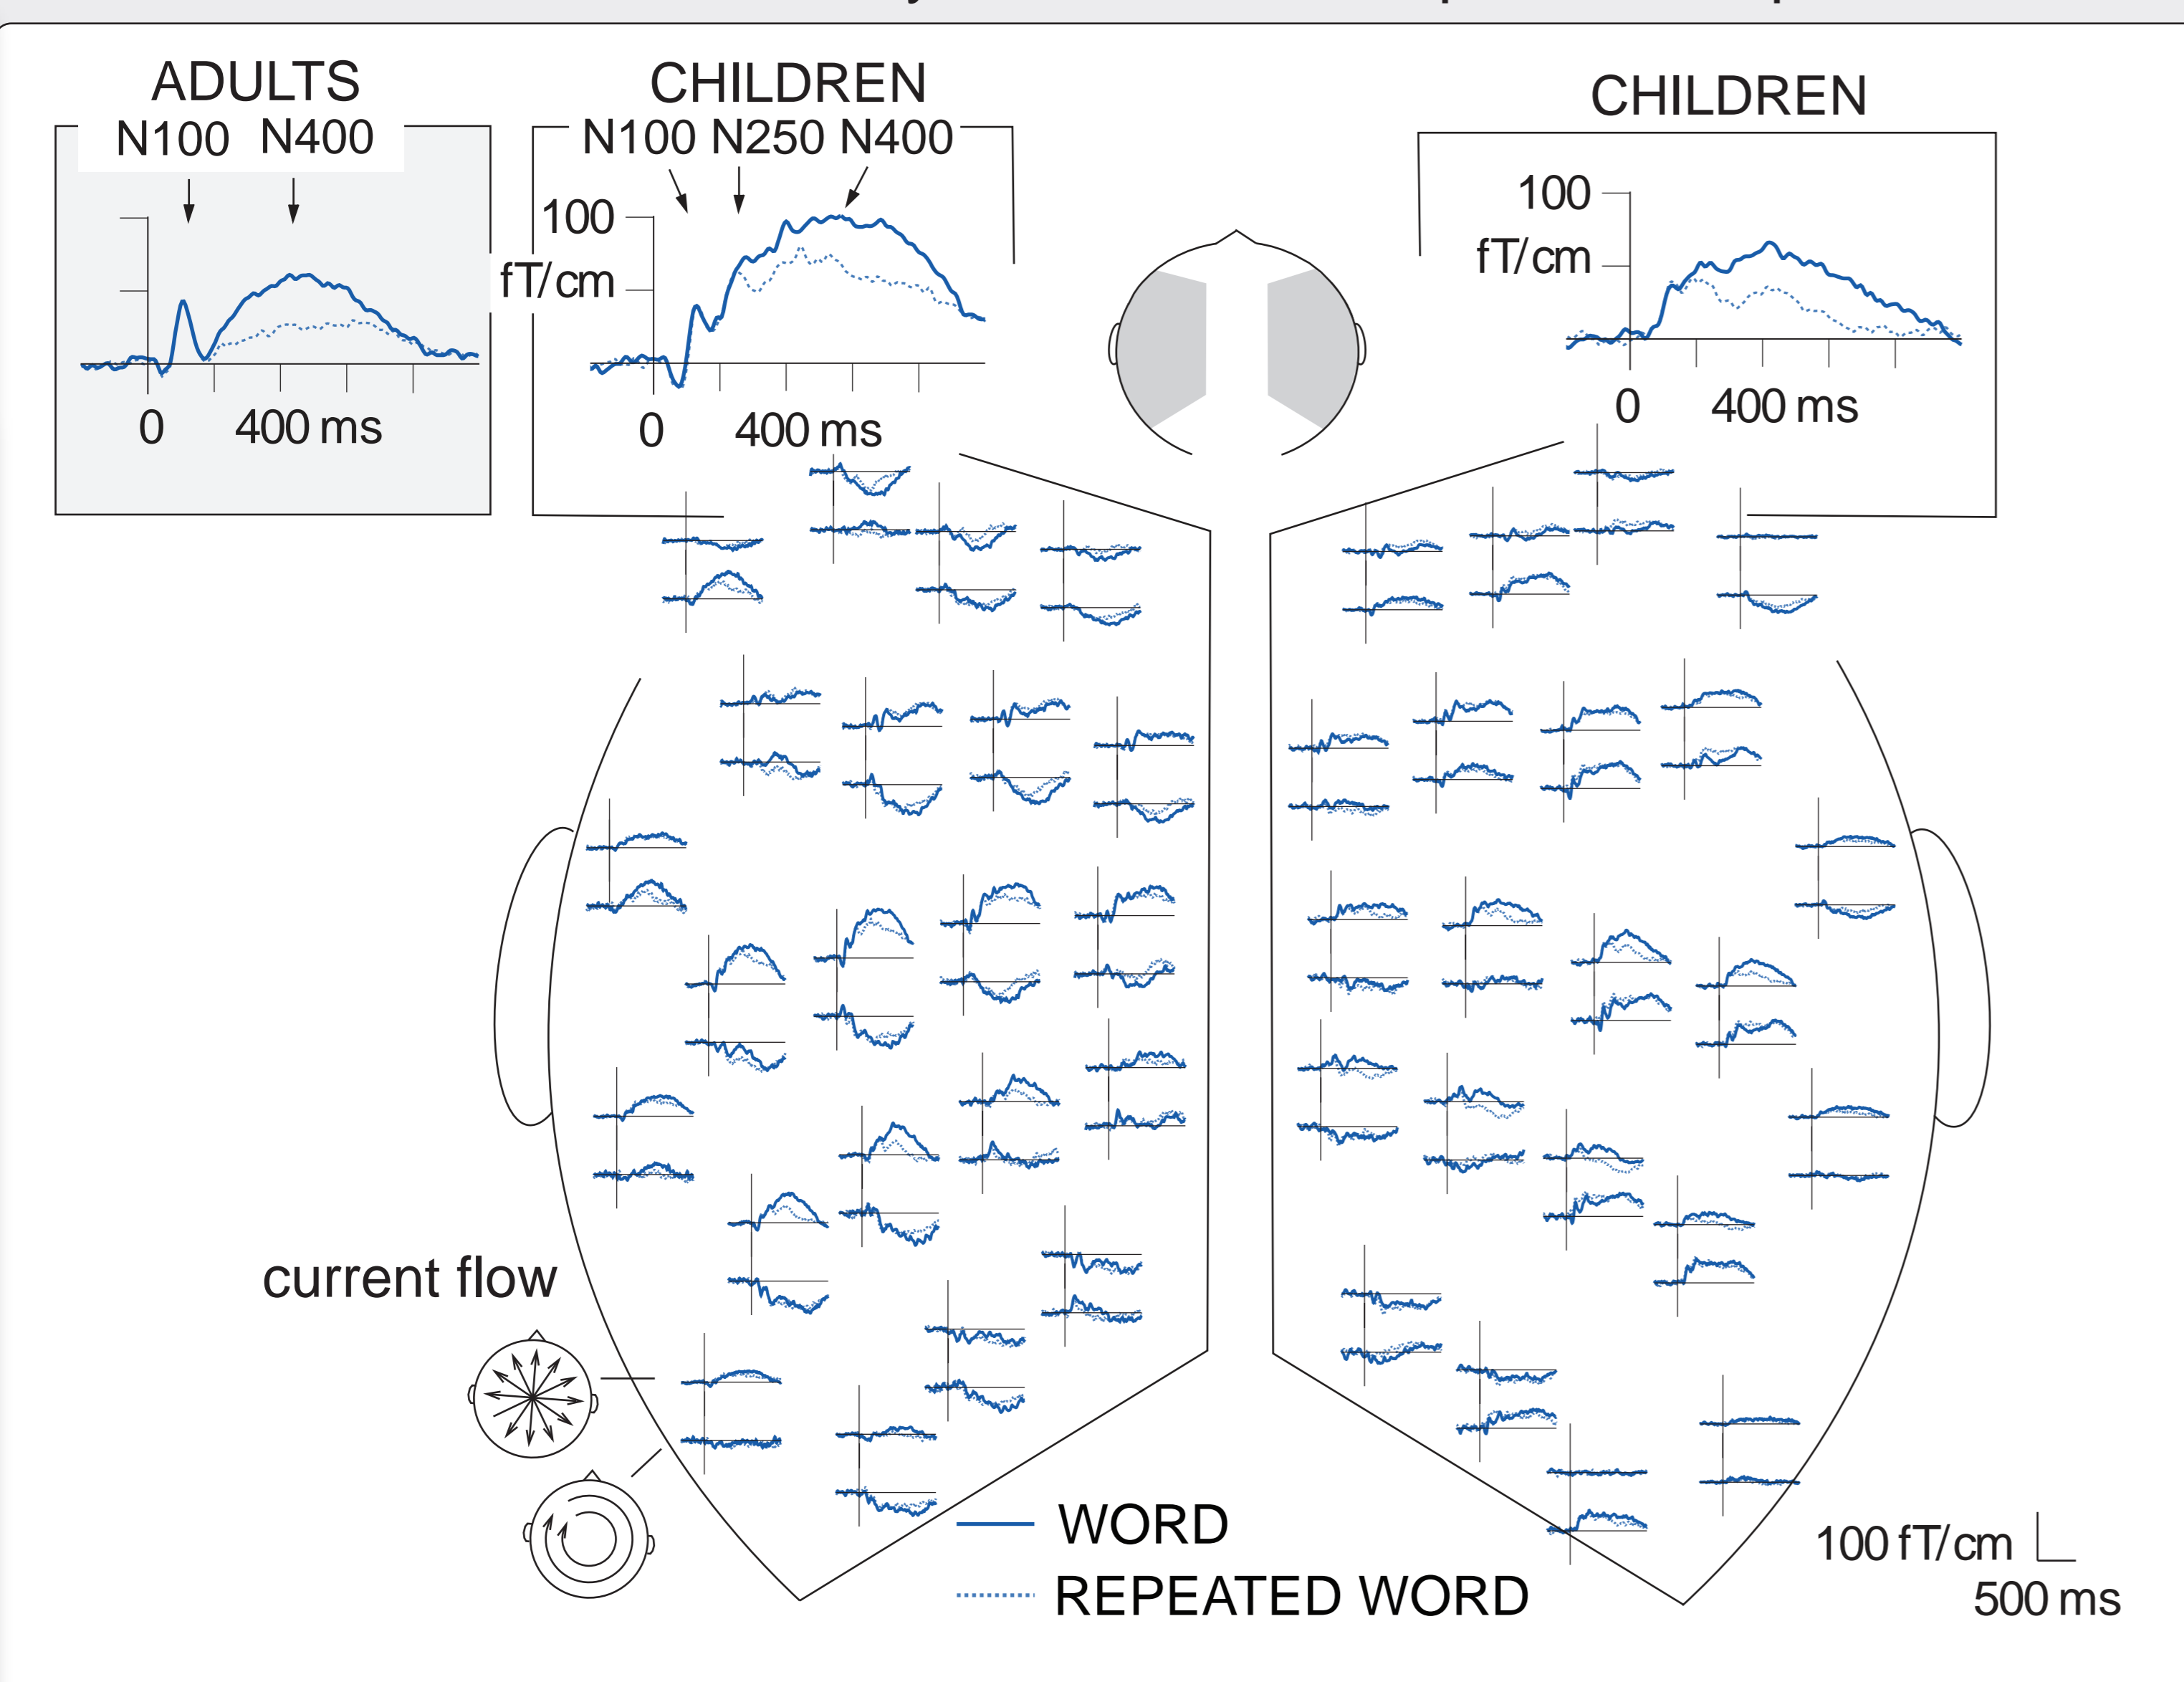 ADULTS
N100 N400
0 400 ms
CHILDREN
N100 N250 N400
100
fT/cm
0 400 ms
CHILDREN
100
fT/cm
0 400 ms
current flow
WORD
REPEATED WORD
100 fT/cm
500 ms